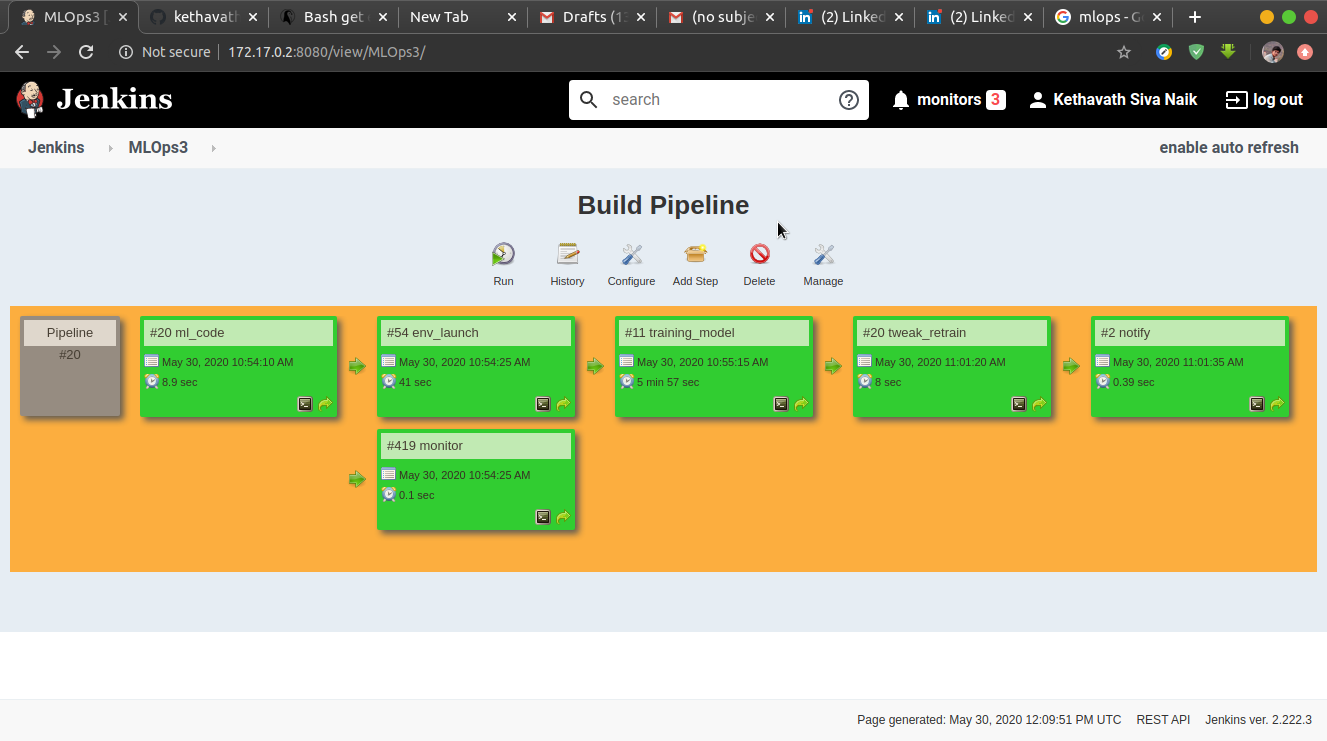 MLOps3 [
kethavath
Bash get
New Tab
Drafts (13
(no subje
(2) Linked
(2) Linked
mlops - Go
Not secure 172.17.0.2:8080/view/MLOps3/
Jenkins
search
monitors 3
Kethavath Siva Naik
log out
Jenkins MLOps3
enable auto refresh
Build Pipeline
Run History Configure Add Step Delete Manage
Pipeline
#20
#20 ml_code
May 30, 2020 10:54:10 AM
8.9 sec
#54 env_launch
May 30, 2020 10:54:25 AM
41 sec
#11 training_model
May 30, 2020 10:55:15 AM
5 min 57 sec
#20 tweak_retrain
May 30, 2020 11:01:20 AM
8 sec
#2 notify
May 30, 2020 11:01:35 AM
0.39 sec
#419 monitor
May 30, 2020 10:54:25 AM
0.1 sec
Page generated: May 30, 2020 12:09:51 PM UTC REST API Jenkins ver. 2.222.3